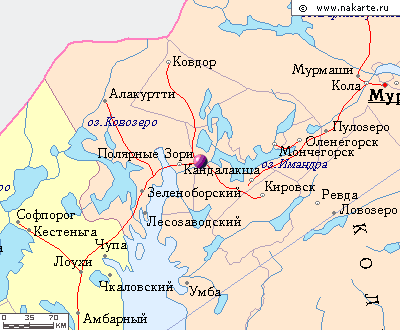 © www.nakarte.ru
Ковдор
Мурмаши
Кола
Мур
Алакуртти
оз.Ковозеро
Пулозеро
Оленегорск
Полярные Зори
Мончегорск
оз.Имандра
Кандалакша
Зеленоборский
Кировск
Ревда
Софпорог
Лесозаводский
Ловозеро
Кестеньга
К
О
Л
Чупа
Лоухи
Чкаловский
Умба
Амбарный
0 35 70
КМ